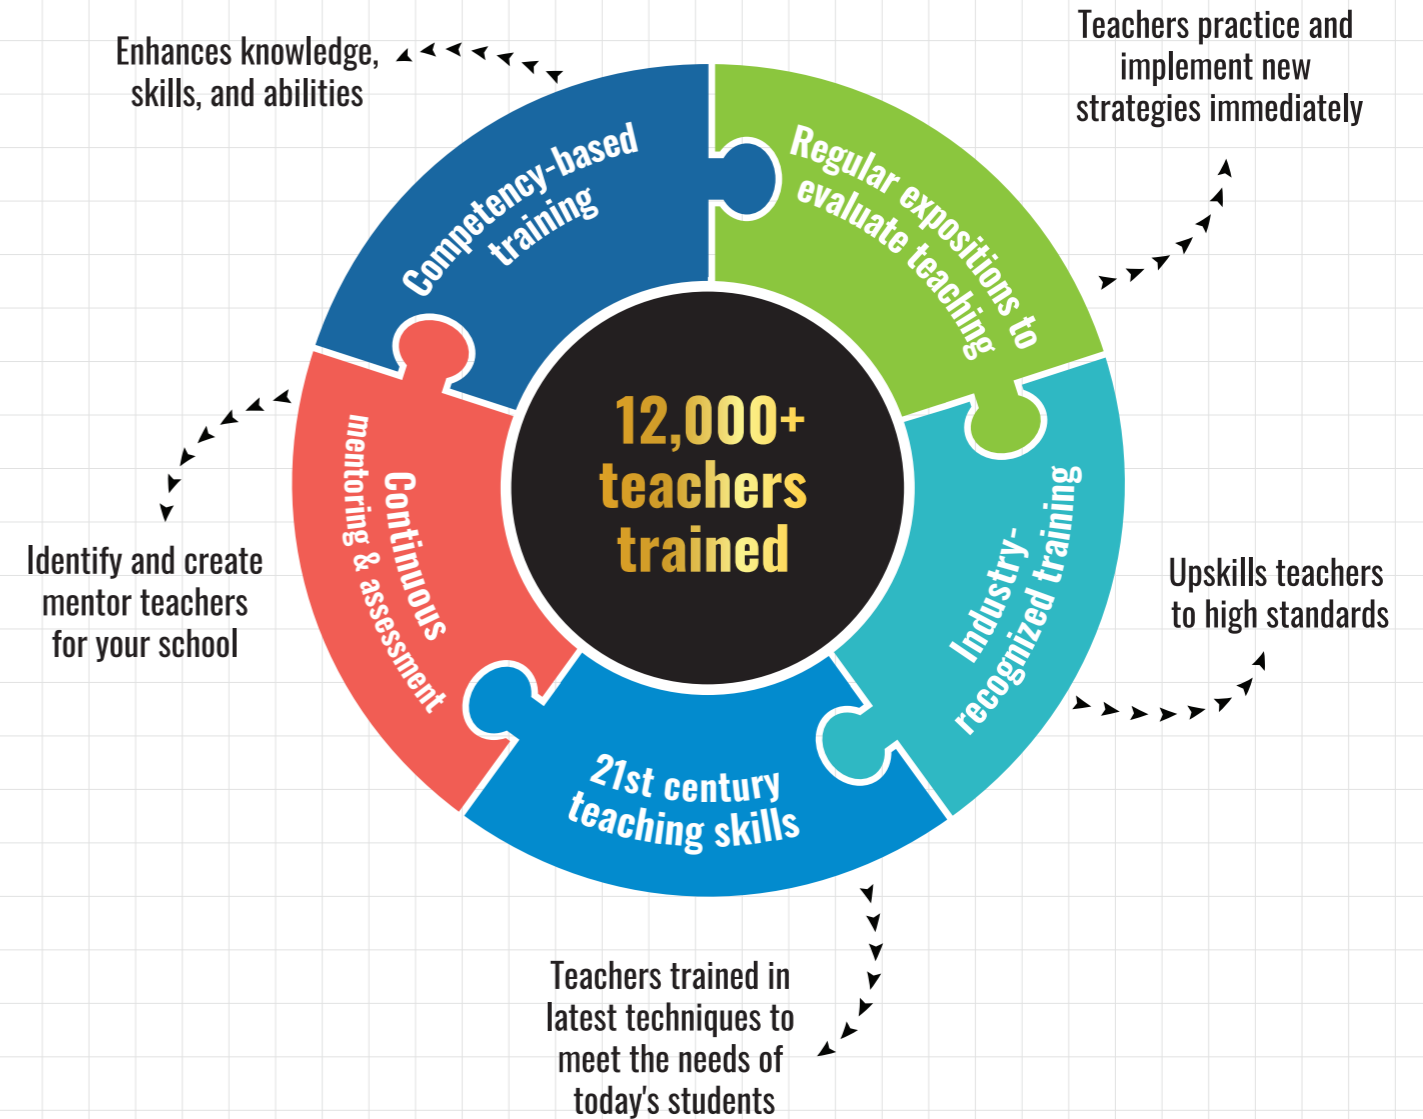 Enhances knowledge,
skills, and abilities
Teachers practice and
implement new
strategies immediately
Competency-based
training
Regular expositions to
evaluate teaching
12,000+
teachers
trained
Continuous
mentoring & assessment
Industry-
recognized training
Identify and create
mentor teachers
for your school
Upskills teachers
to high standards
21st century
teaching skills
Teachers trained in
latest techniques to
meet the needs of
today's students